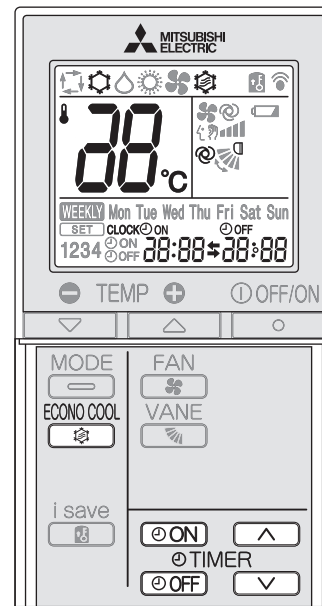 MITSUBISHI
ELECTRIC
88°C
WEEKLY Mon Tue Wed Thu Fri Sat Sun
SET CLOCK ON OFF
1234 ON OFF 88:88 88:88
TEMP OFF/ON
MODE FAN
ECONO COOL VANE
i save
ON
TIMER
OFF